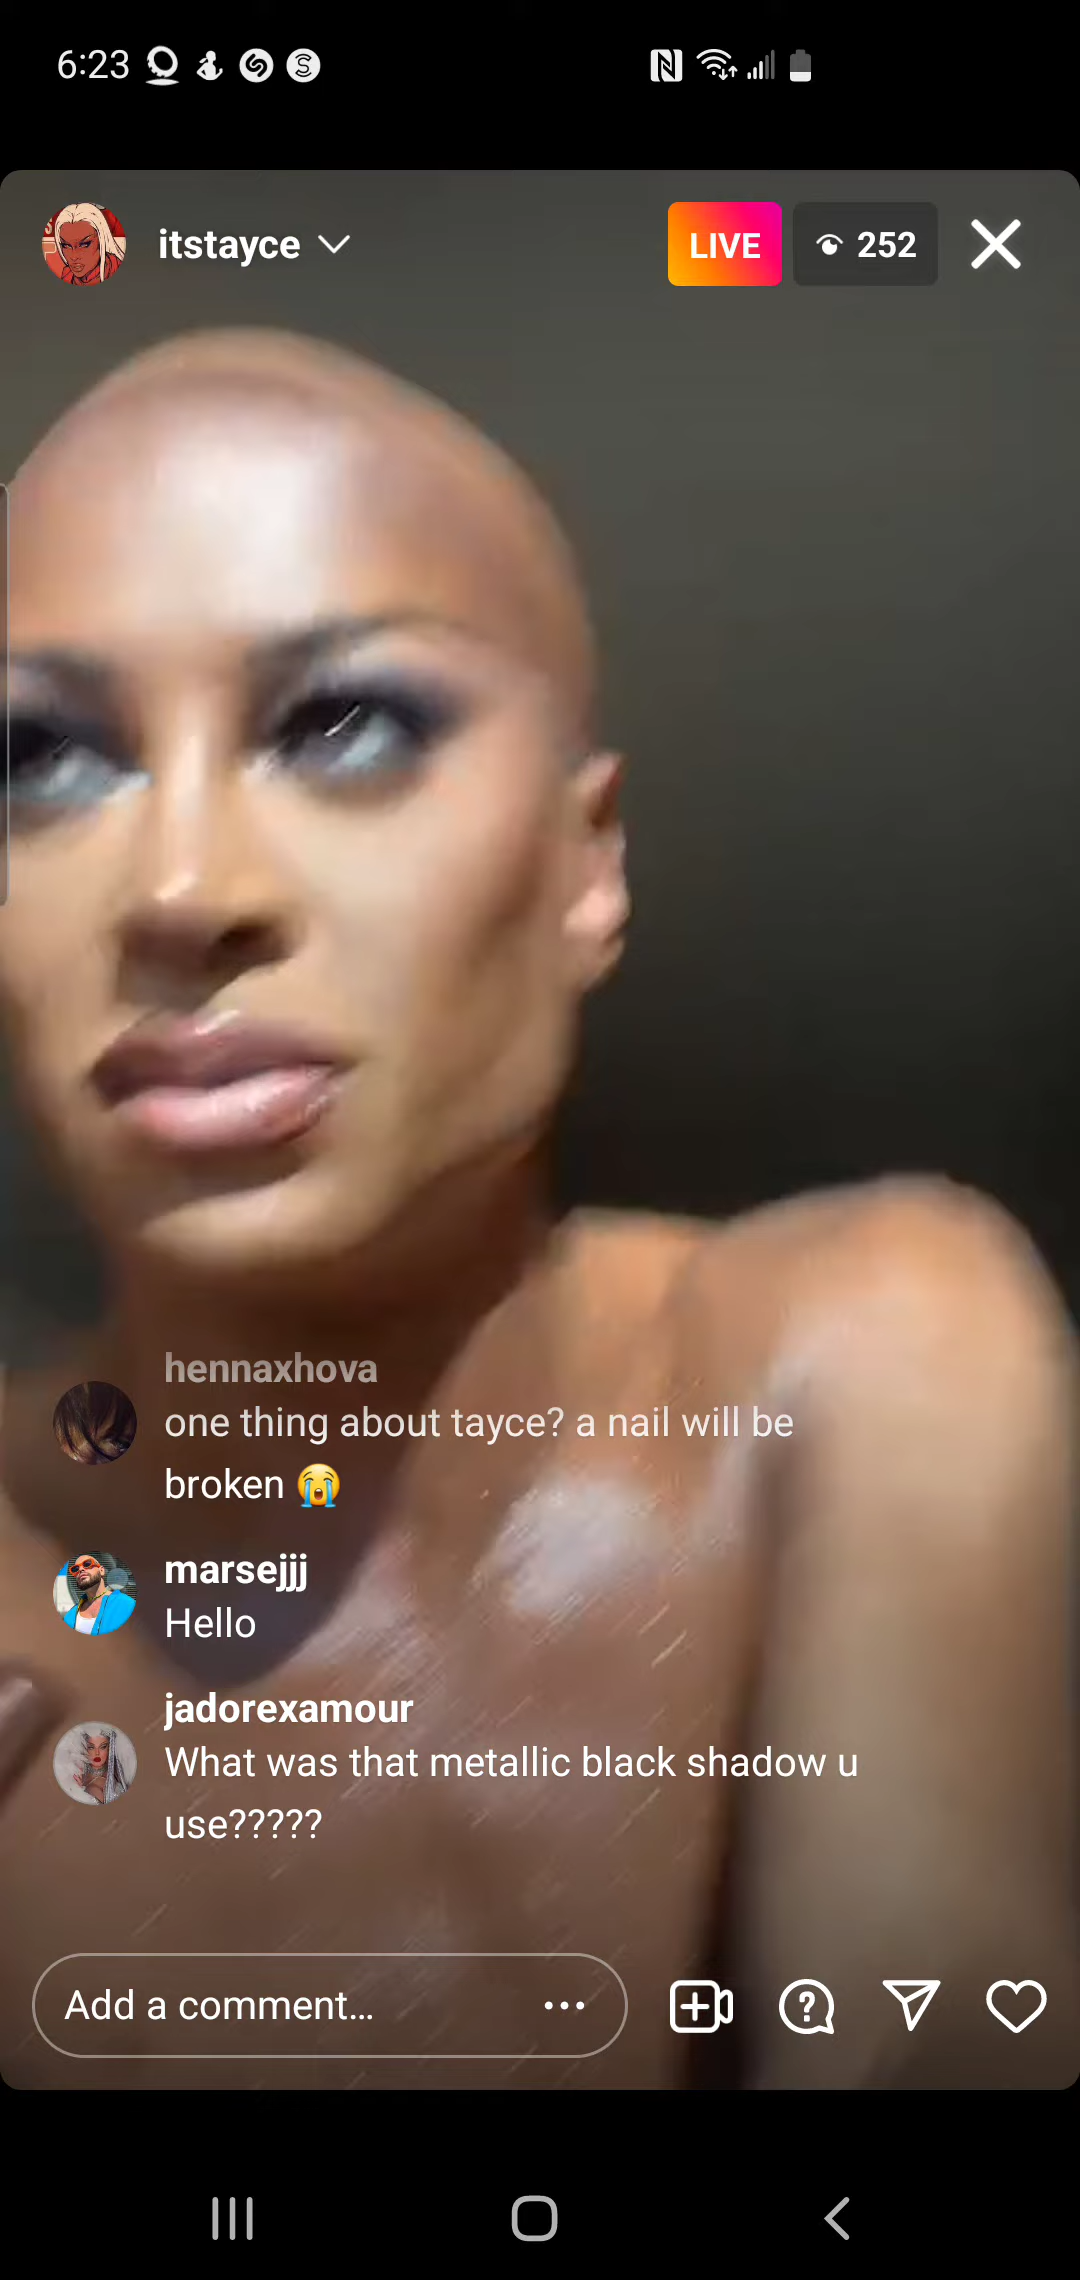 6:23
itstayce
LIVE
252
hennaxhova
one thing about tayce? a nail will be
broken 😭
marsejjj
Hello
jadorexamour
What was that metallic black shadow u
use?????
Add a comment...